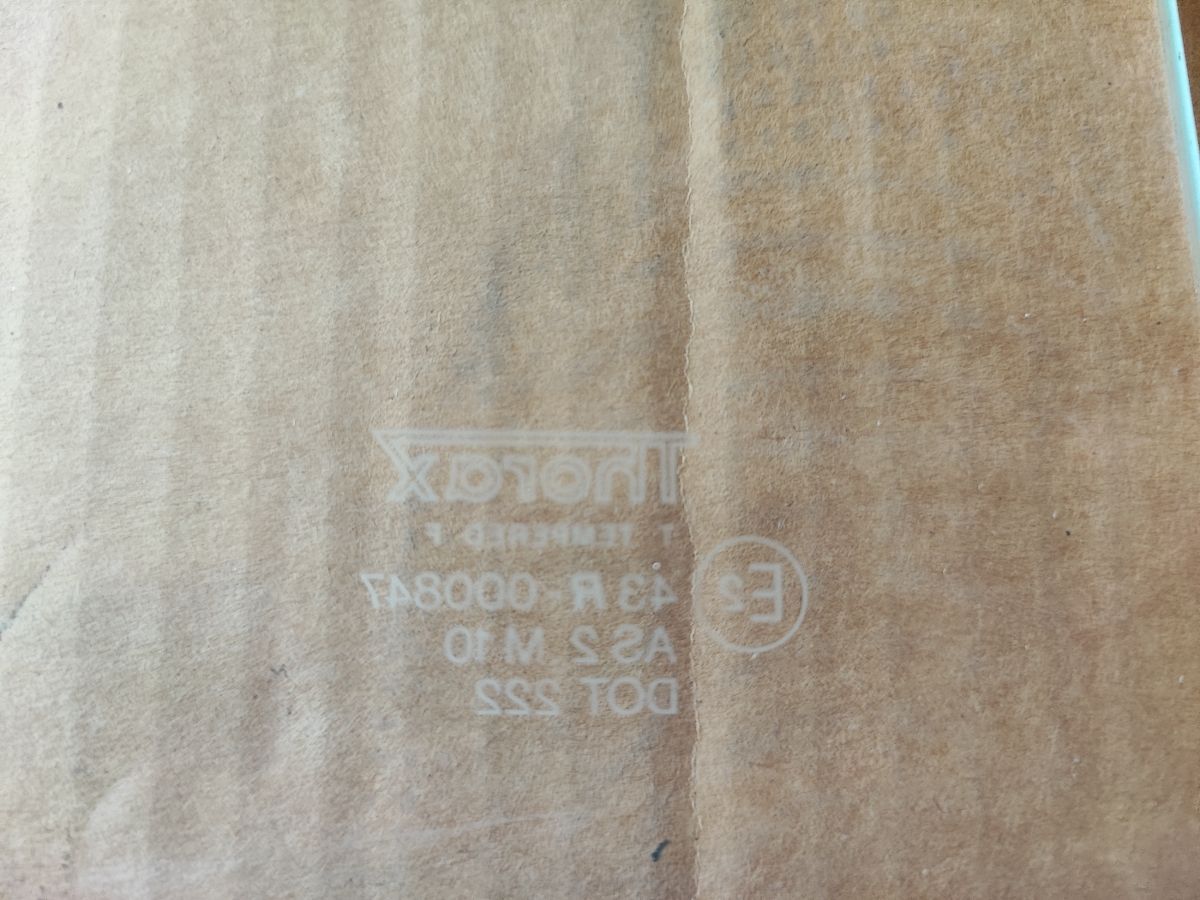 Thorax
T TEMPERED F
E2 43 R-000847
AS 2 M 10
DOT 222